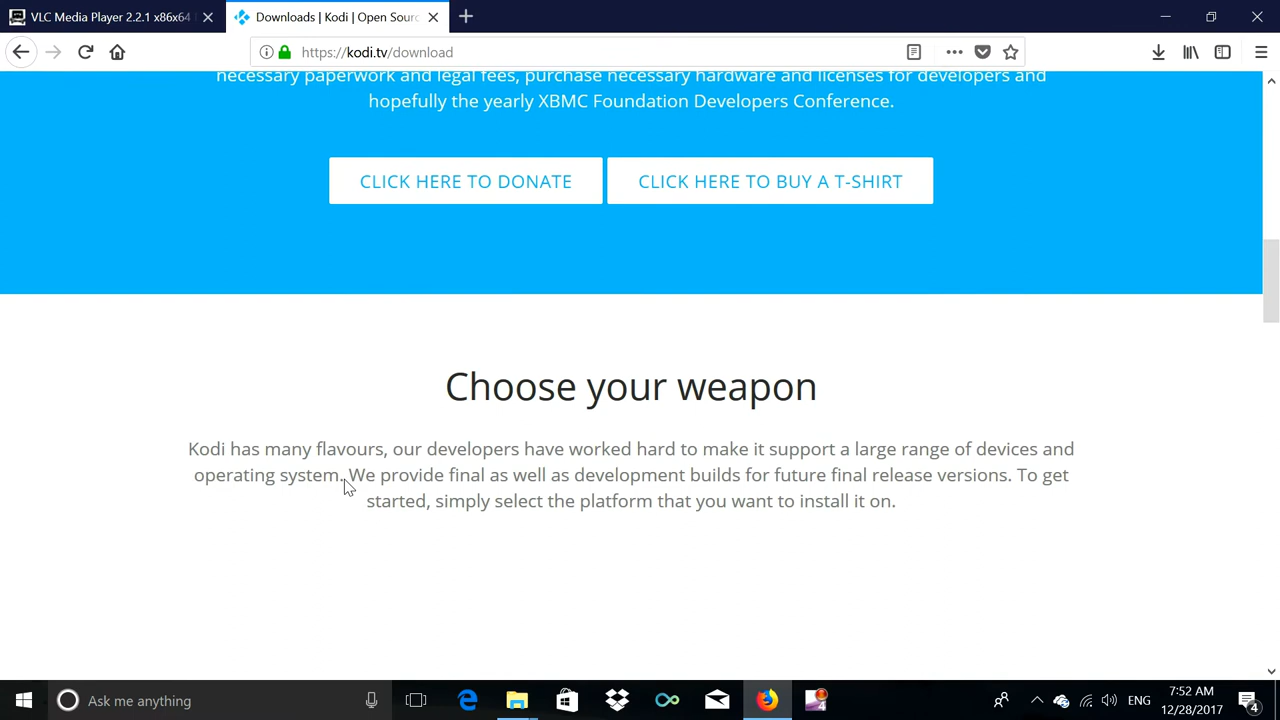 VLC Media Player 2.2.1 x86x64
Downloads | Kodi | Open Sourc
https://kodi.tv/download
necessary paperwork and legal fees, purchase necessary hardware and licenses for developers and
hopefully the yearly XBMC Foundation Developers Conference.
CLICK HERE TO DONATE
CLICK HERE TO BUY A T-SHIRT
Choose your weapon
Kodi has many flavours, our developers have worked hard to make it support a large range of devices and
operating system. We provide final as well as development builds for future final release versions. To get
started, simply select the platform that you want to install it on.
Ask me anything
ENG
7:52 AM
12/28/2017
4
4